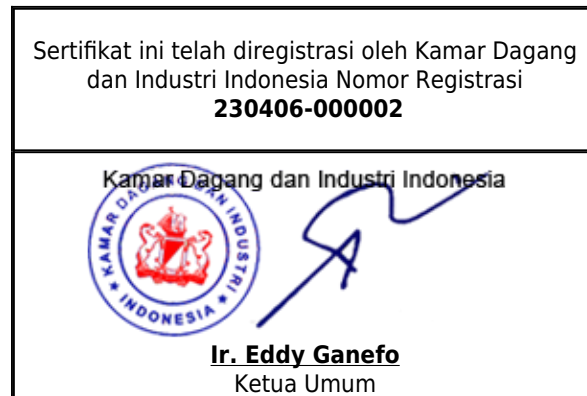 Sertifikat ini telah diregistrasi oleh Kamar Dagang
dan Industri Indonesia Nomor Registrasi
230406-000002
Kamar Dagang dan Industri Indonesia
KAMAR DAGANG DAN INDUSTRI
INDONESIA
Ir. Eddy Ganefo
Ketua Umum